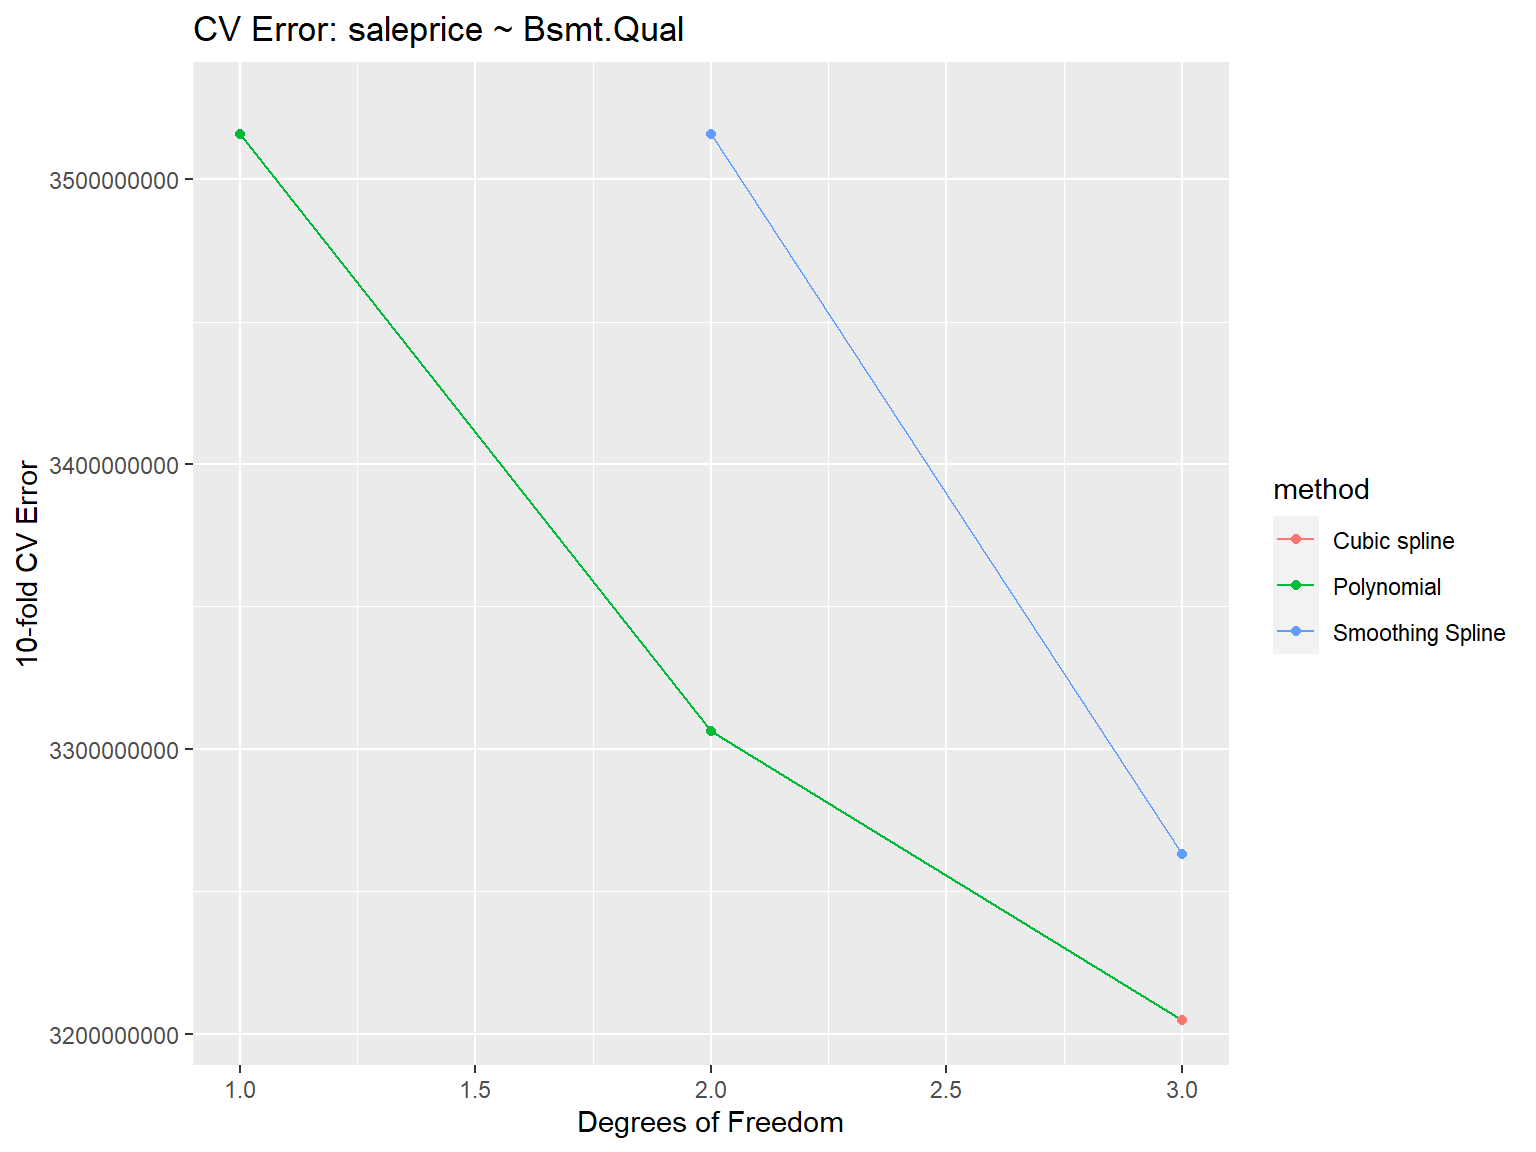 CV Error: saleprice ~ Bsmt.Qual
10-fold CV Error
3500000000
3400000000
3300000000
3200000000
1.0 1.5 2.0 2.5 3.0
Degrees of Freedom
method
Cubic spline
Polynomial
Smoothing Spline